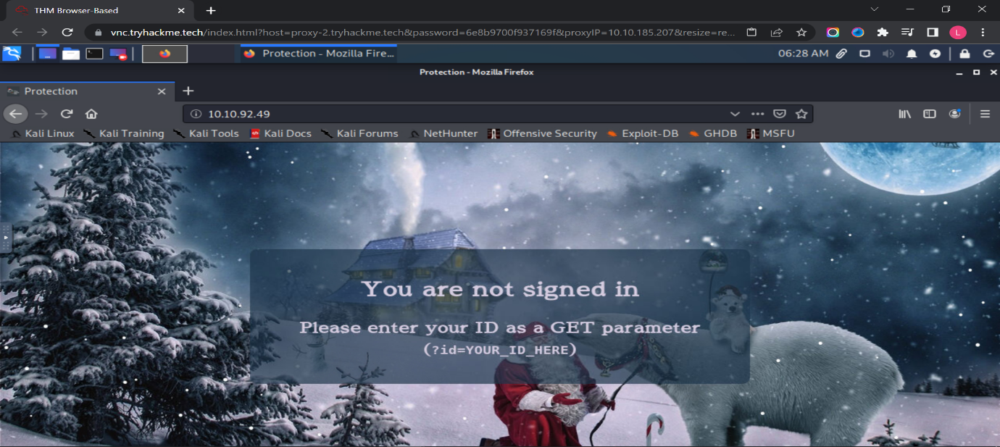 THM Browser-Based
vnc.tryhackme.tech/index.html?host=proxy-2.tryhackme.tech&password=6e8b9700f937169f&proxyIP=10.10.185.207&resize=re...
L
Protection - Mozilla Fire...
06:28 AM
Protection - Mozilla Firefox
Protection
10.10.92.49
Kali Linux Kali Training Kali Tools Kali Docs Kali Forums NetHunter Offensive Security Exploit-DB GHDB MSFU
You are not signed in
Please enter your ID as a GET parameter
(?id=YOUR_ID_HERE)